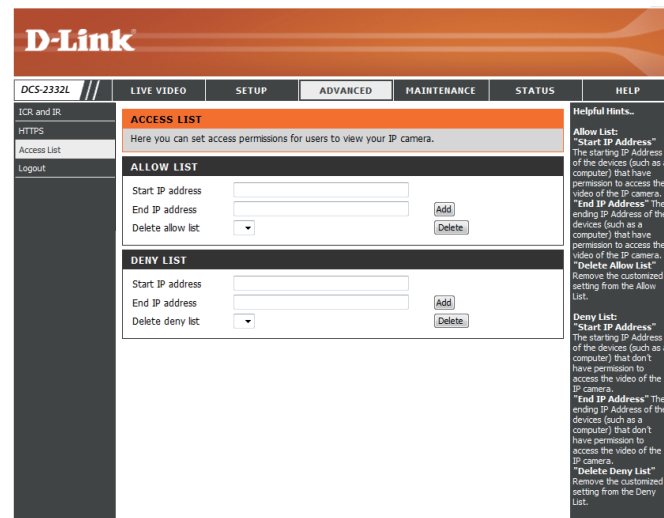 D-Link
DCS-2332L
LIVE VIDEO SETUP ADVANCED MAINTENANCE STATUS HELP
ICR and IR
HTTPS
Access List
Logout
ACCESS LIST
Here you can set access permissions for users to view your IP camera.
ALLOW LIST
Start IP address
End IP address Add
Delete allow list Delete
DENY LIST
Start IP address
End IP address Add
Delete deny list Delete
Helpful Hints..
Allow List:
"Start IP Address"
The starting IP Address
of the devices (such as a
computer) that have
permission to access the
video of the IP camera.
"End IP Address" The
ending IP Address of the
devices (such as a
computer) that have
permission to access the
video of the IP camera.
"Delete Allow List"
Remove the customized
setting from the Allow
List.
Deny List:
"Start IP Address"
The starting IP Address
of the devices (such as a
computer) that don't
have permission to
access the video of the
IP camera.
"End IP Address" The
ending IP Address of the
devices (such as a
computer) that don't
have permission to
access the video of the
IP camera.
"Delete Deny List"
Remove the customized
setting from the Deny
List.